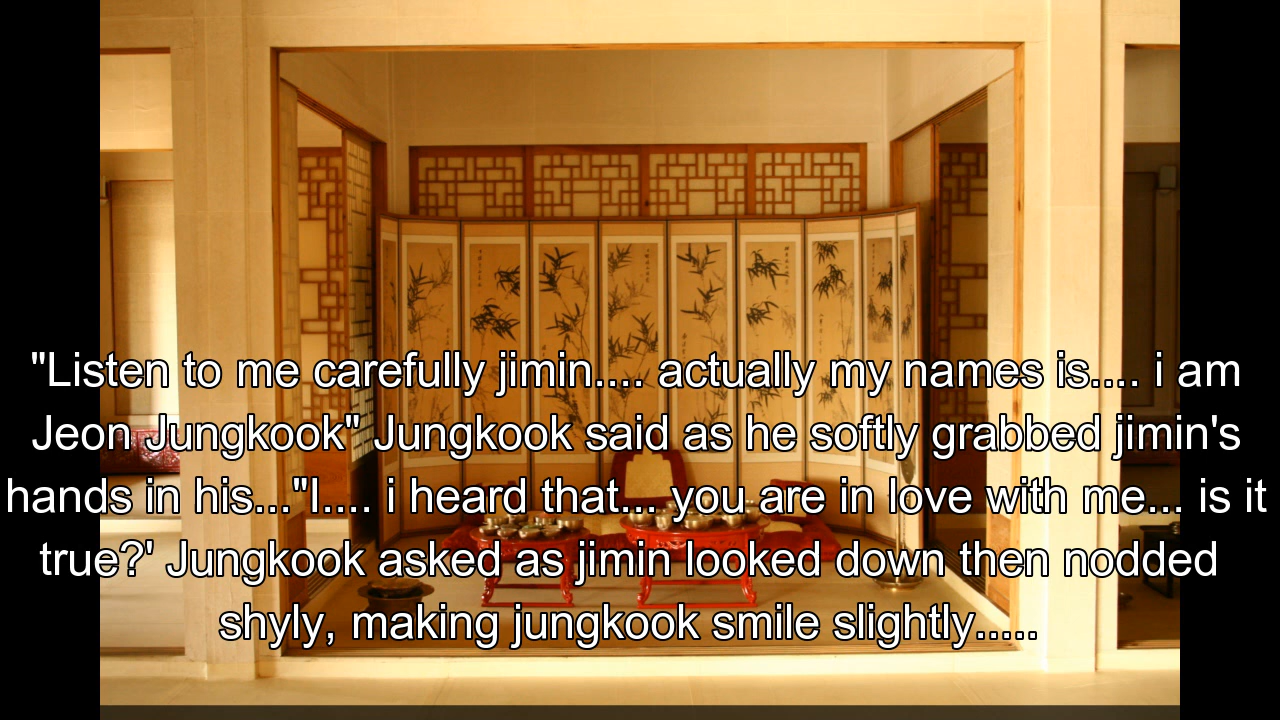 "Listen to me carefully jimin.... actually my names is.... i am
Jeon Jungkook" Jungkook said as he softly grabbed jimin's
hands in his..."I.... i heard that... you are in love with me... is it
true?' Jungkook asked as jimin looked down then nodded
shyly, making jungkook smile slightly.....